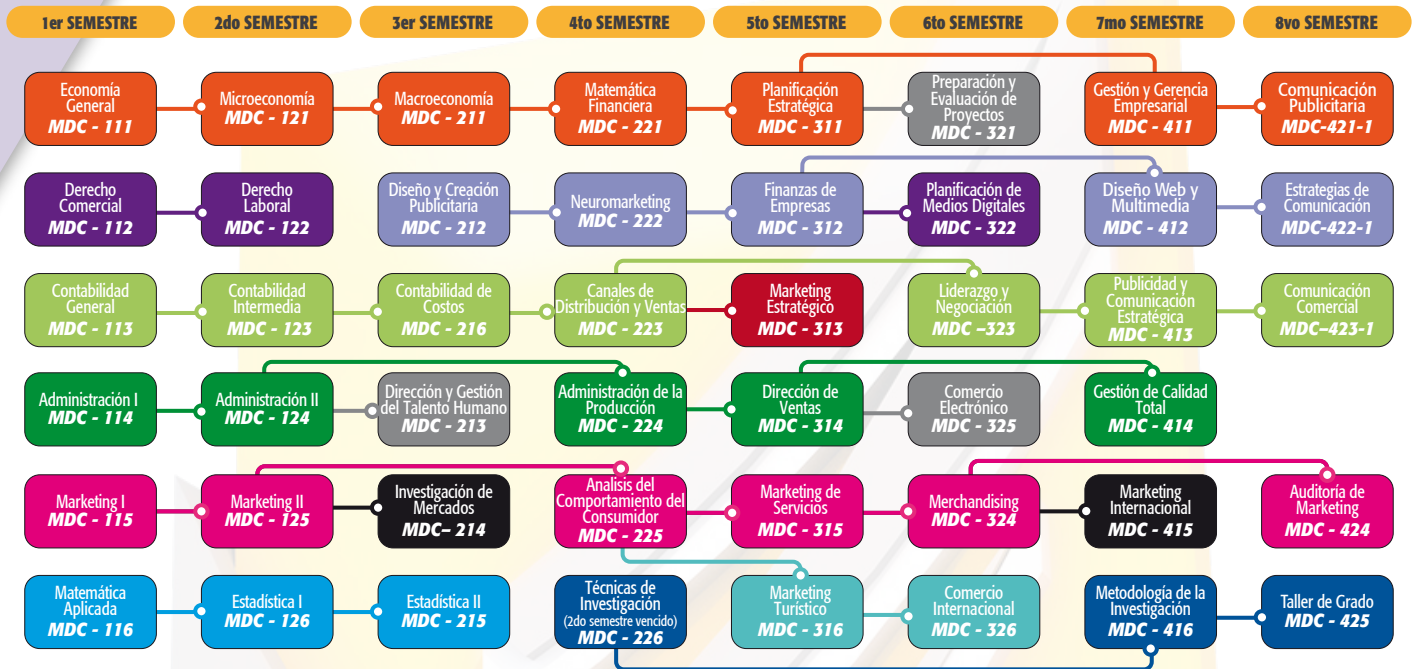 1er SEMESTRE
2do SEMESTRE
3er SEMESTRE
4to SEMESTRE
5to SEMESTRE
6to SEMESTRE
7mo SEMESTRE
8vo SEMESTRE
Economía
General
MDC - 111
Microeconomía
MDC - 121
Macroeconomía
MDC - 211
Matemática
Financiera
MDC - 221
Planificación
Estratégica
MDC - 311
Preparación y
Evaluación de
Proyectos
MDC - 321
Gestión y Gerencia
Empresarial
MDC - 411
Comunicación
Publicitaria
MDC-421-1
Derecho
Comercial
MDC - 112
Derecho
Laboral
MDC - 122
Diseño y Creación
Publicitaria
MDC - 212
Neuromarketing
MDC - 222
Finanzas de
Empresas
MDC - 312
Planificación de
Medios Digitales
MDC - 322
Diseño Web y
Multimedia
MDC - 412
Estrategias de
Comunicación
MDC-422-1
Contabilidad
General
MDC - 113
Contabilidad
Intermedia
MDC - 123
Contabilidad de
Costos
MDC - 216
Canales de
Distribución y Ventas
MDC - 223
Marketing
Estratégico
MDC - 313
Liderazgo y
Negociación
MDC –323
Publicidad y
Comunicación
Estratégica
MDC - 413
Comunicación
Comercial
MDC–423-1
Administración I
MDC - 114
Administración II
MDC - 124
Dirección y Gestión
del Talento Humano
MDC - 213
Administración de la
Producción
MDC - 224
Dirección de
Ventas
MDC - 314
Comercio
Electrónico
MDC - 325
Gestión de Calidad
Total
MDC - 414
Marketing I
MDC - 115
Marketing II
MDC - 125
Investigación de
Mercados
MDC– 214
Analisis del
Comportamiento del
Consumidor
MDC - 225
Marketing de
Servicios
MDC - 315
Merchandising
MDC - 324
Marketing
Internacional
MDC - 415
Auditoría de
Marketing
MDC - 424
Matemática
Aplicada
MDC - 116
Estadística I
MDC - 126
Estadística II
MDC - 215
Técnicas de
Investigación
(2do semestre vencido)
MDC - 226
Marketing
Turístico
MDC - 316
Comercio
Internacional
MDC - 326
Metodología de la
Investigación
MDC - 416
Taller de Grado
MDC - 425